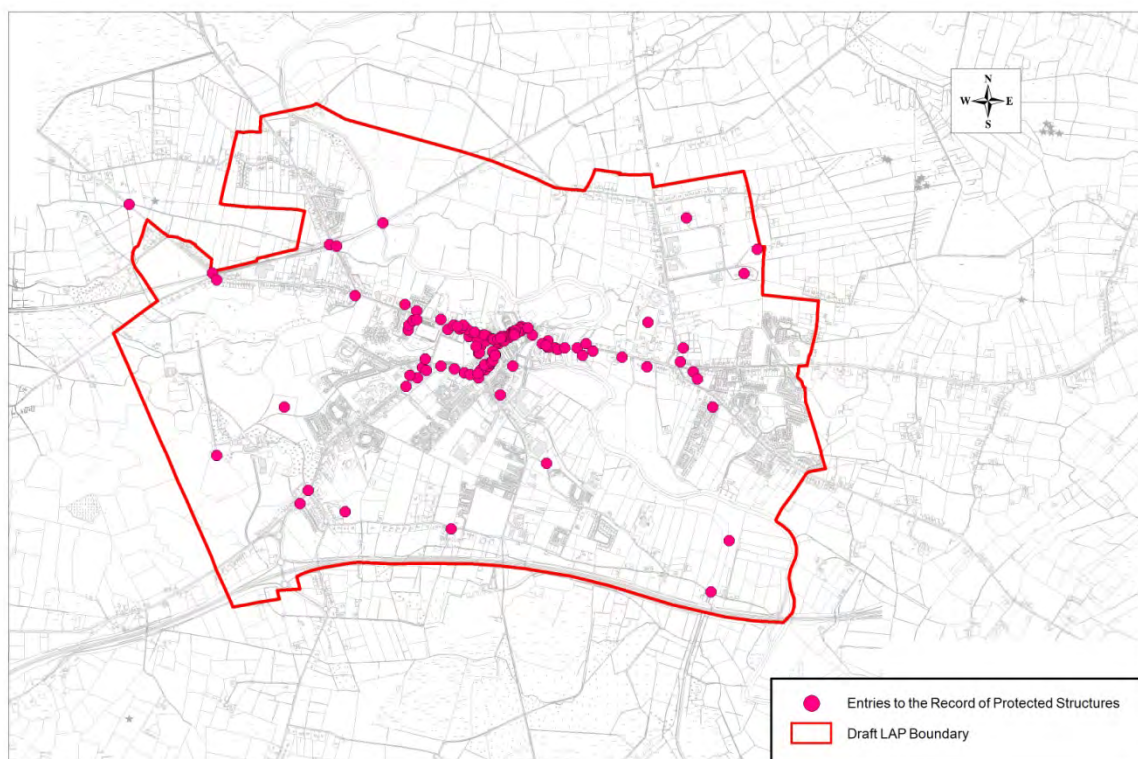 N
W E
S
Entries to the Record of Protected Structures
Draft LAP Boundary